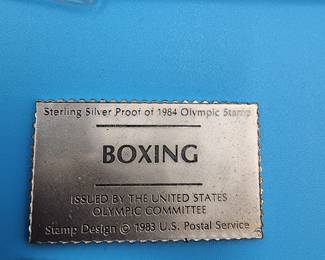 Sterling Silver Proof of 1984 Olympic Stamp
BOXING
ISSUED BY THE UNITED STATES
OLYMPIC COMMITTEE
Stamp Design © 1983 U.S. Postal Service